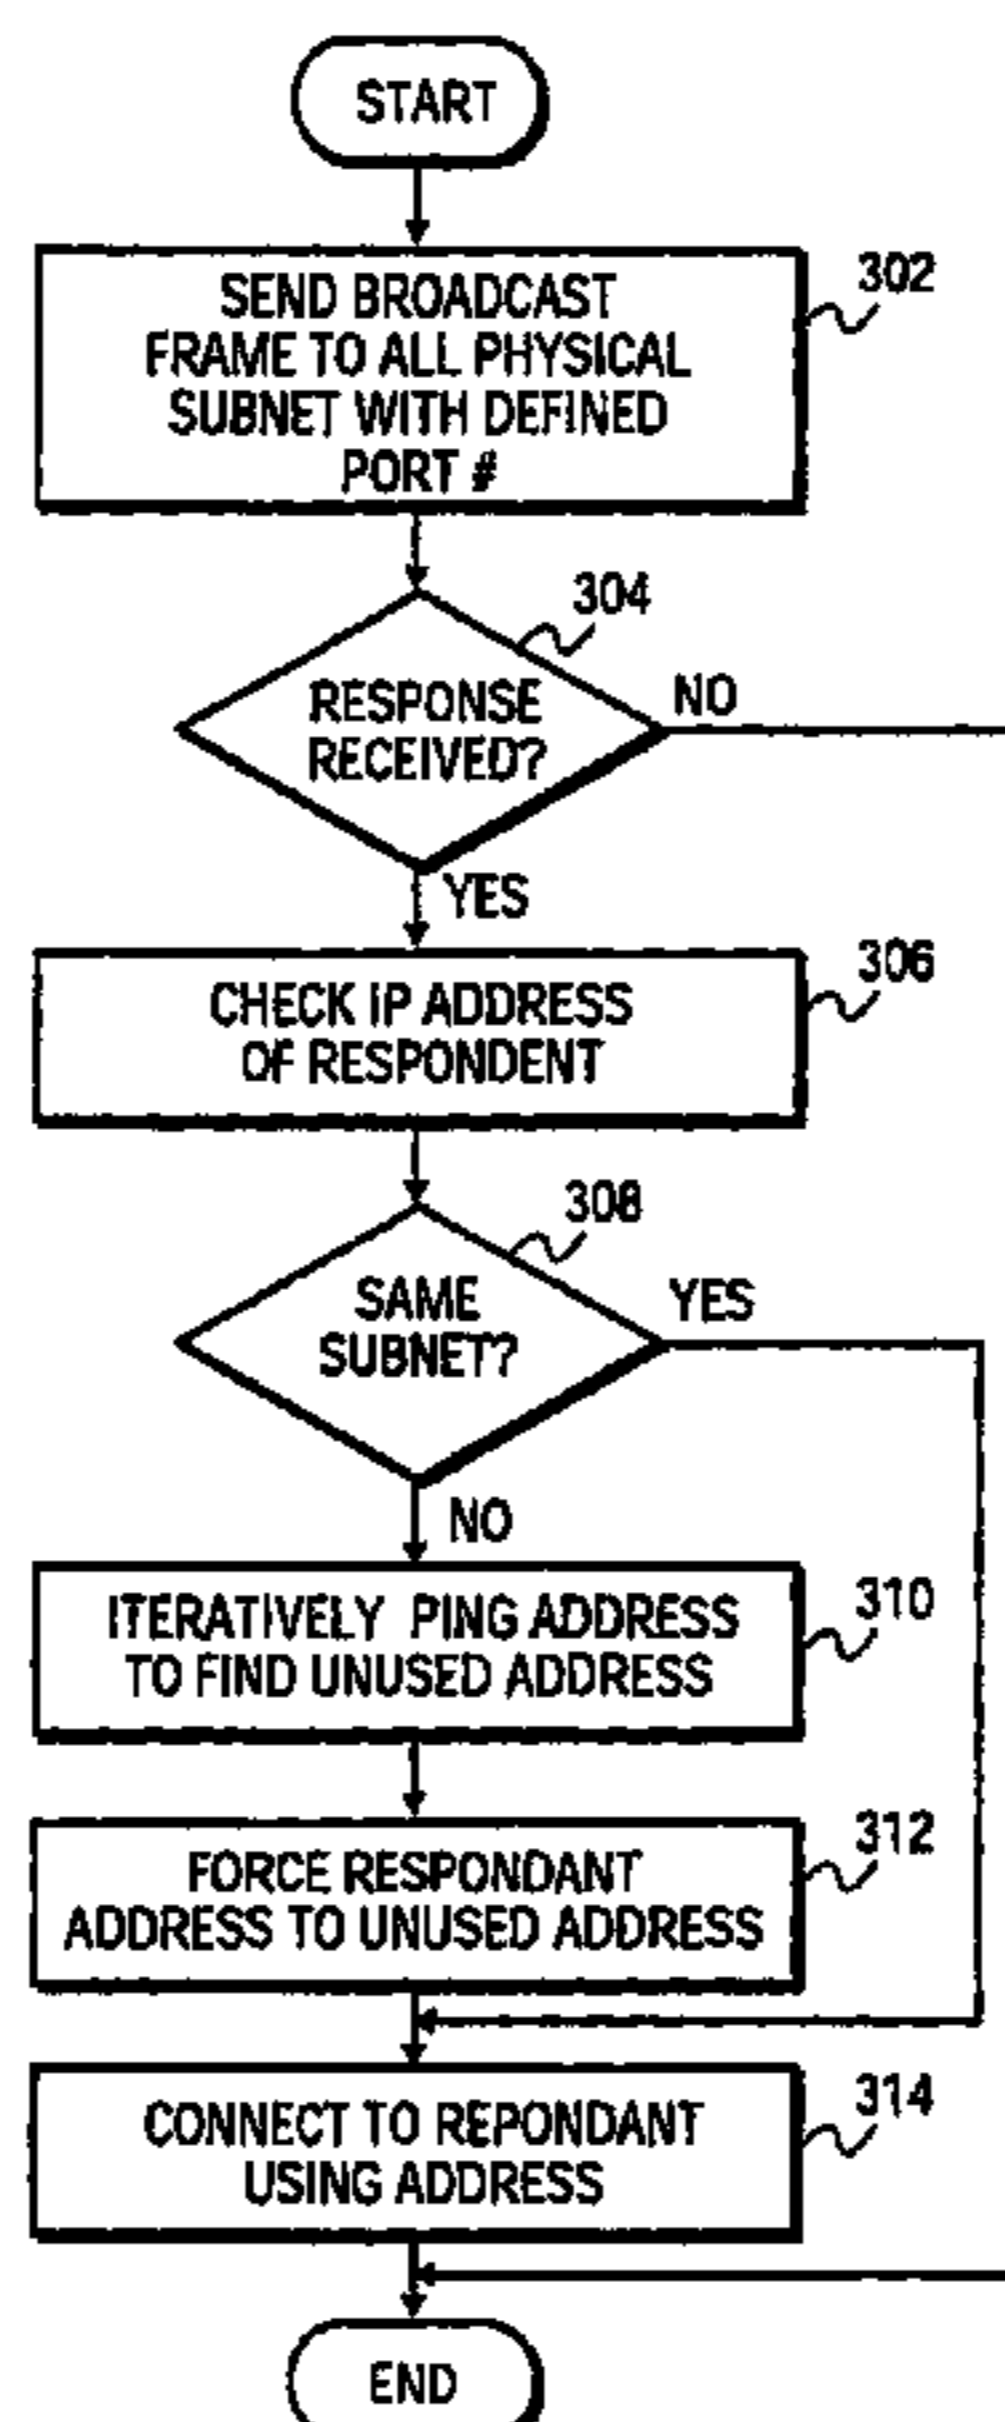 START
SEND BROADCAST
FRAME TO ALL PHYSICAL
SUBNET WITH DEFINED
PORT #
302
304
RESPONSE
RECEIVED?
NO
YES
CHECK IP ADDRESS
OF RESPONDENT
306
308
SAME
SUBNET?
YES
NO
ITERATIVELY PING ADDRESS
TO FIND UNUSED ADDRESS
310
FORCE RESPONDANT
ADDRESS TO UNUSED ADDRESS
312
CONNECT TO REPONDANT
USING ADDRESS
314
END